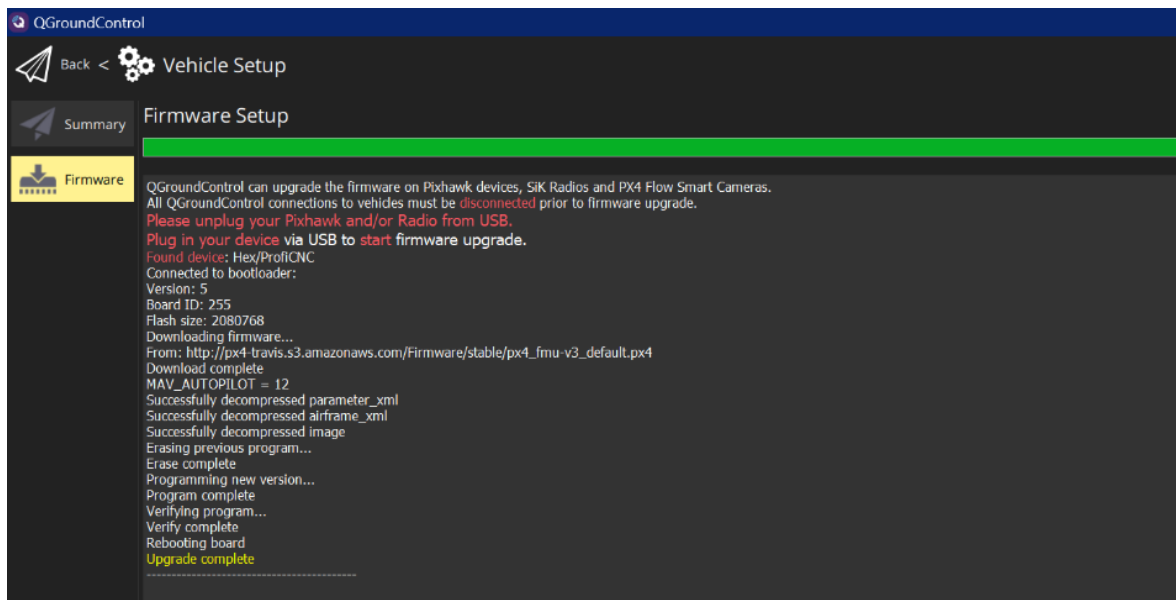 QGroundControl
Back < Vehicle Setup
Summary
Firmware
Firmware Setup
QGroundControl can upgrade the firmware on Pixhawk devices, SiK Radios and PX4 Flow Smart Cameras.
All QGroundControl connections to vehicles must be disconnected prior to firmware upgrade.
Please unplug your Pixhawk and/or Radio from USB.
Plug in your device via USB to start firmware upgrade.
Found device: Hex/ProfiCNC
Connected to bootloader:
Version: 5
Board ID: 255
Flash size: 2080768
Downloading firmware...
From: http://px4-travis.s3.amazonaws.com/Firmware/stable/px4_fmu-v3_default.px4
Download complete
MAV_AUTOPILOT = 12
Successfully decompressed parameter_xml
Successfully decompressed airframe_xml
Successfully decompressed image
Erasing previous program...
Erase complete
Programming new version...
Program complete
Verifying program...
Verify complete
Rebooting board
Upgrade complete
------------------------------------------